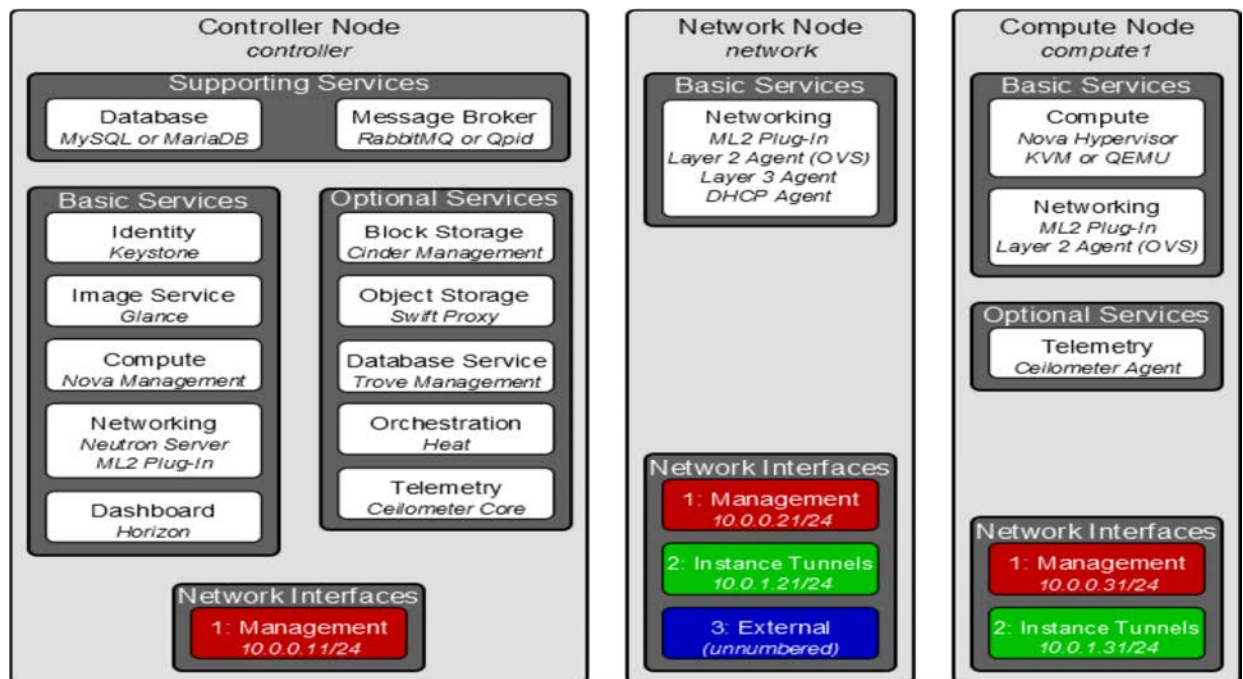 Controller Node
controller
Supporting Services
Database
MySQL or MariaDB
Message Broker
RabbitMQ or Qpid
Basic Services
Identity
Keystone
Image Service
Glance
Compute
Nova Management
Networking
Neutron Server
ML2 Plug-In
Dashboard
Horizon
Optional Services
Block Storage
Cinder Management
Object Storage
Swift Proxy
Database Service
Trove Management
Orchestration
Heat
Telemetry
Ceilometer Core
Network Interfaces
1: Management
10.0.0.11/24
Network Node
network
Basic Services
Networking
ML2 Plug-In
Layer 2 Agent (OVS)
Layer 3 Agent
DHCP Agent
Network Interfaces
1: Management
10.0.0.21/24
2: Instance Tunnels
10.0.1.21/24
3: External
(unnumbered)
Compute Node
compute1
Basic Services
Compute
Nova Hypervisor
KVM or QEMU
Networking
ML2 Plug-In
Layer 2 Agent (OVS)
Optional Services
Telemetry
Ceilometer Agent
Network Interfaces
1: Management
10.0.0.31/24
2: Instance Tunnels
10.0.1.31/24